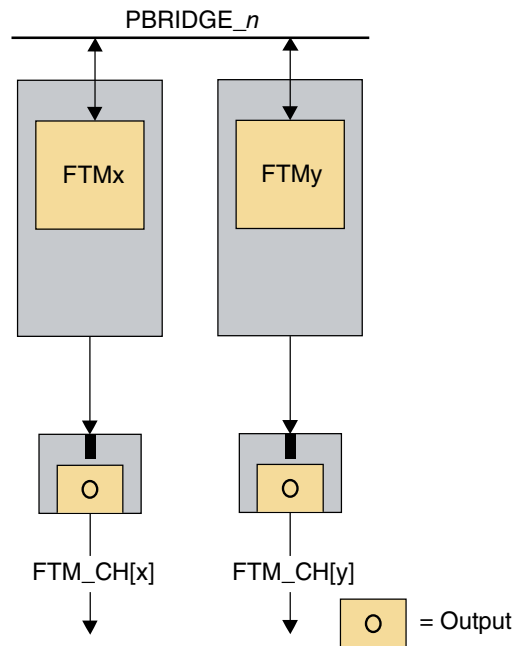 PBRIDGE_n
FTMx
FTMy
O
O
FTM_CH[x]
FTM_CH[y]
O = Output